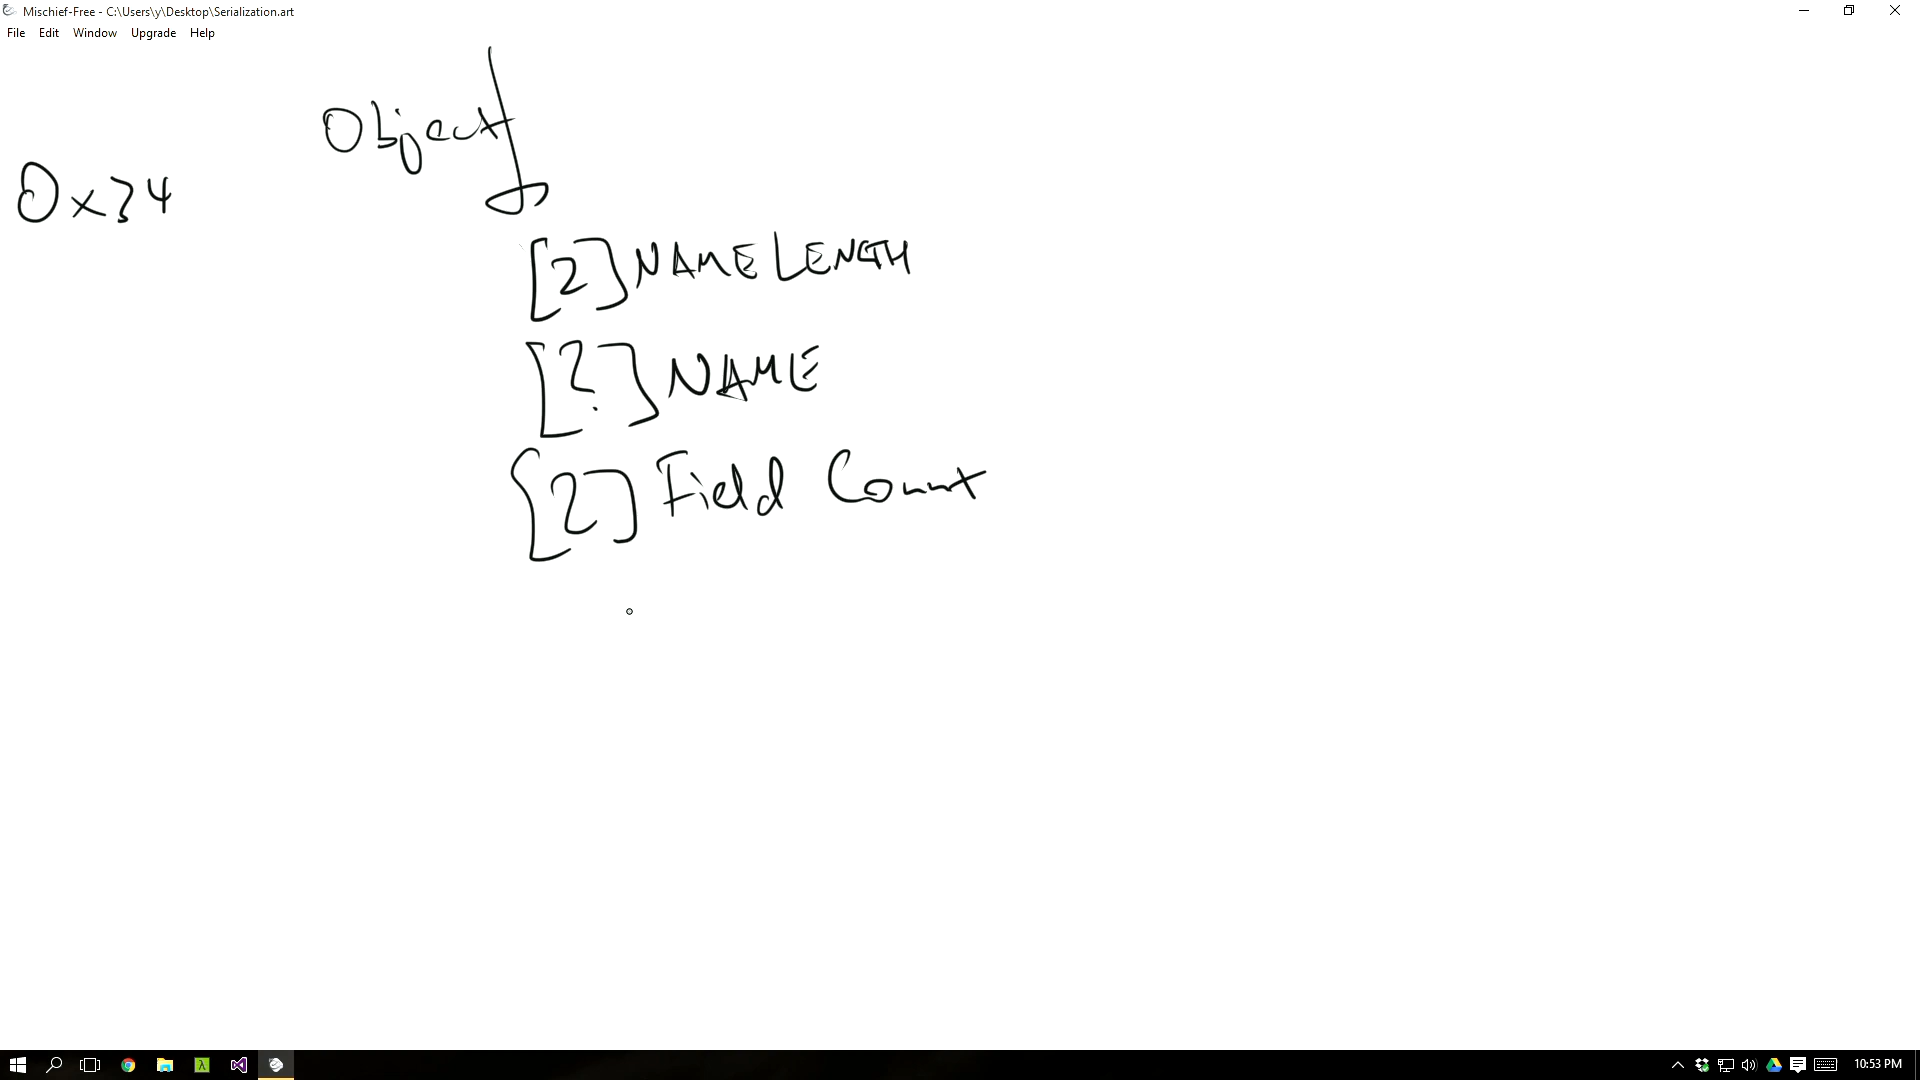 Mischief-Free - C:\Users\y\Desktop\Serialization.art
File Edit Window Upgrade Help
Object
0x34
[2] NAME LENGTH
[?] NAME
[2] Field Count
10:53 PM